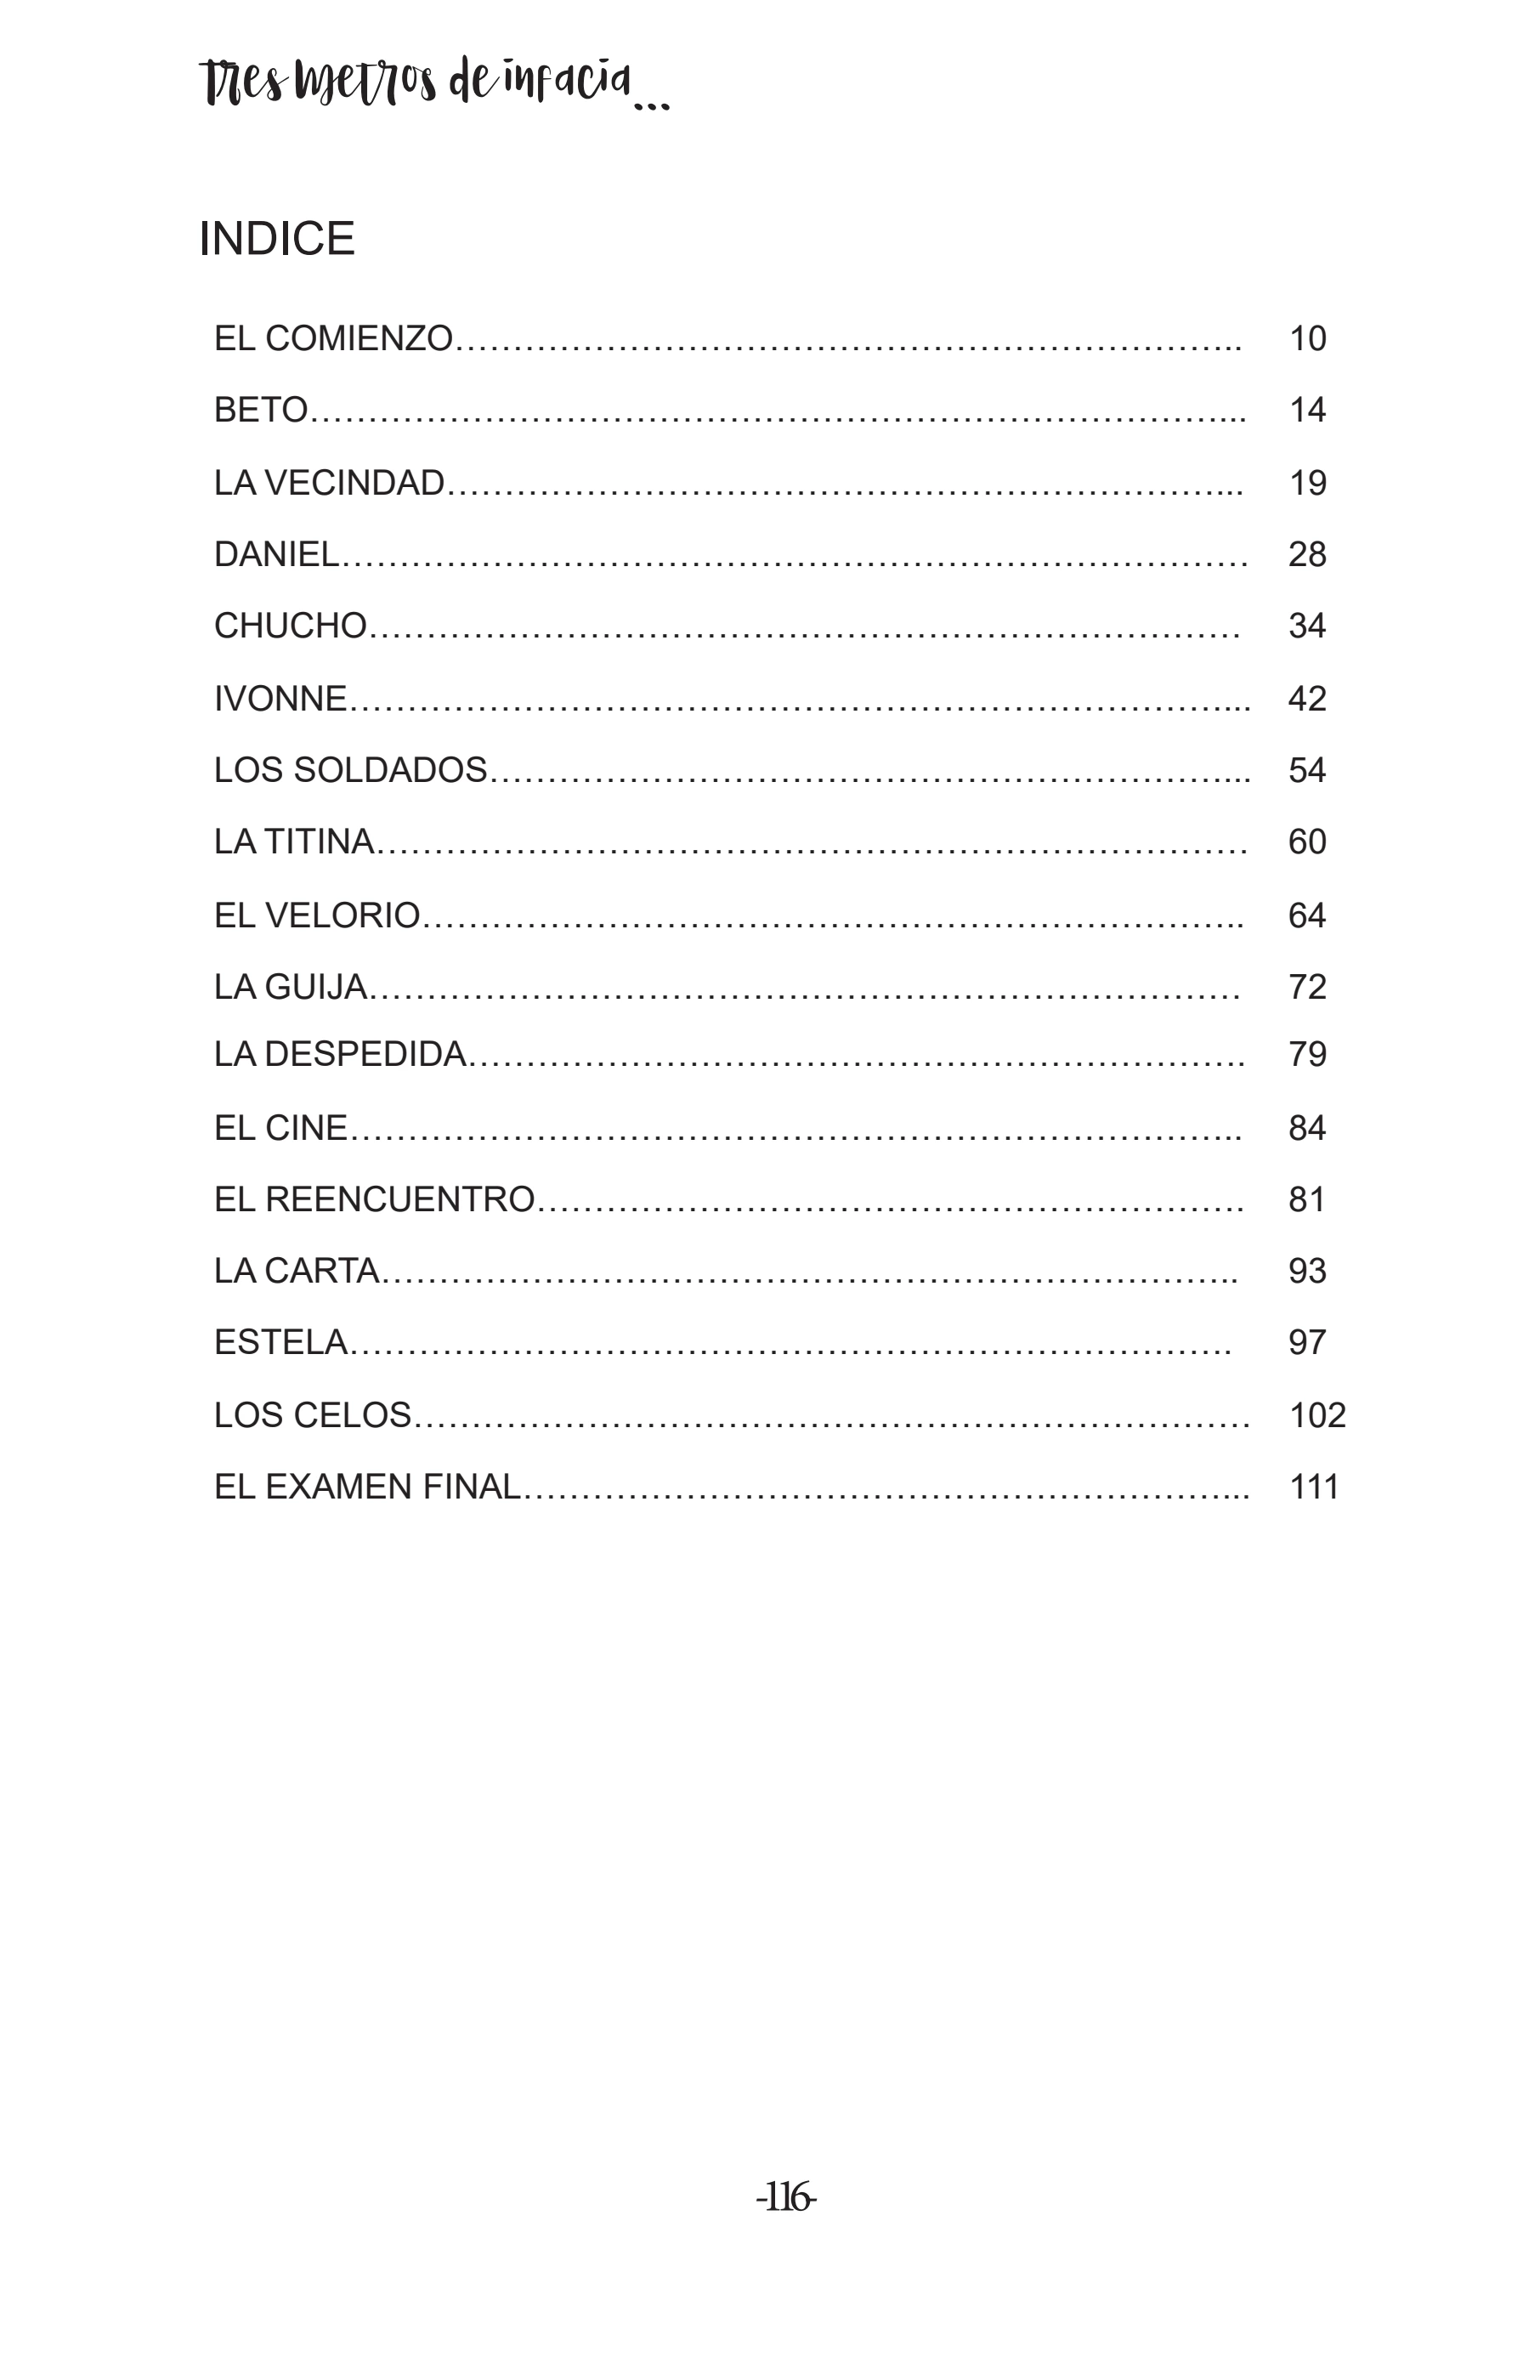 Tres metros de infacia...
INDICE
EL COMIENZO…………………………………………………………….. 10
BETO………………………………………………………………………... 14
LA VECINDAD…………………………………………………………... 19
DANIEL…………………………………………………………………… 28
CHUCHO………………………………………………………………… 34
IVONNE…………………………………………………………………... 42
LOS SOLDADOS………………………………………………………... 54
LA TITINA………………………………………………………………… 60
EL VELORIO…………………………………………………………….. 64
LA GUIJA………………………………………………………………… 72
LA DESPEDIDA…………………………………………………………. 79
EL CINE………………………………………………………………….. 84
EL REENCUENTRO……………………………………………………. 81
LA CARTA……………………………………………………………….. 93
ESTELA…………………………………………………………………. 97
LOS CELOS……………………………………………………………… 102
EL EXAMEN FINAL……………………………………………………... 111
-116-